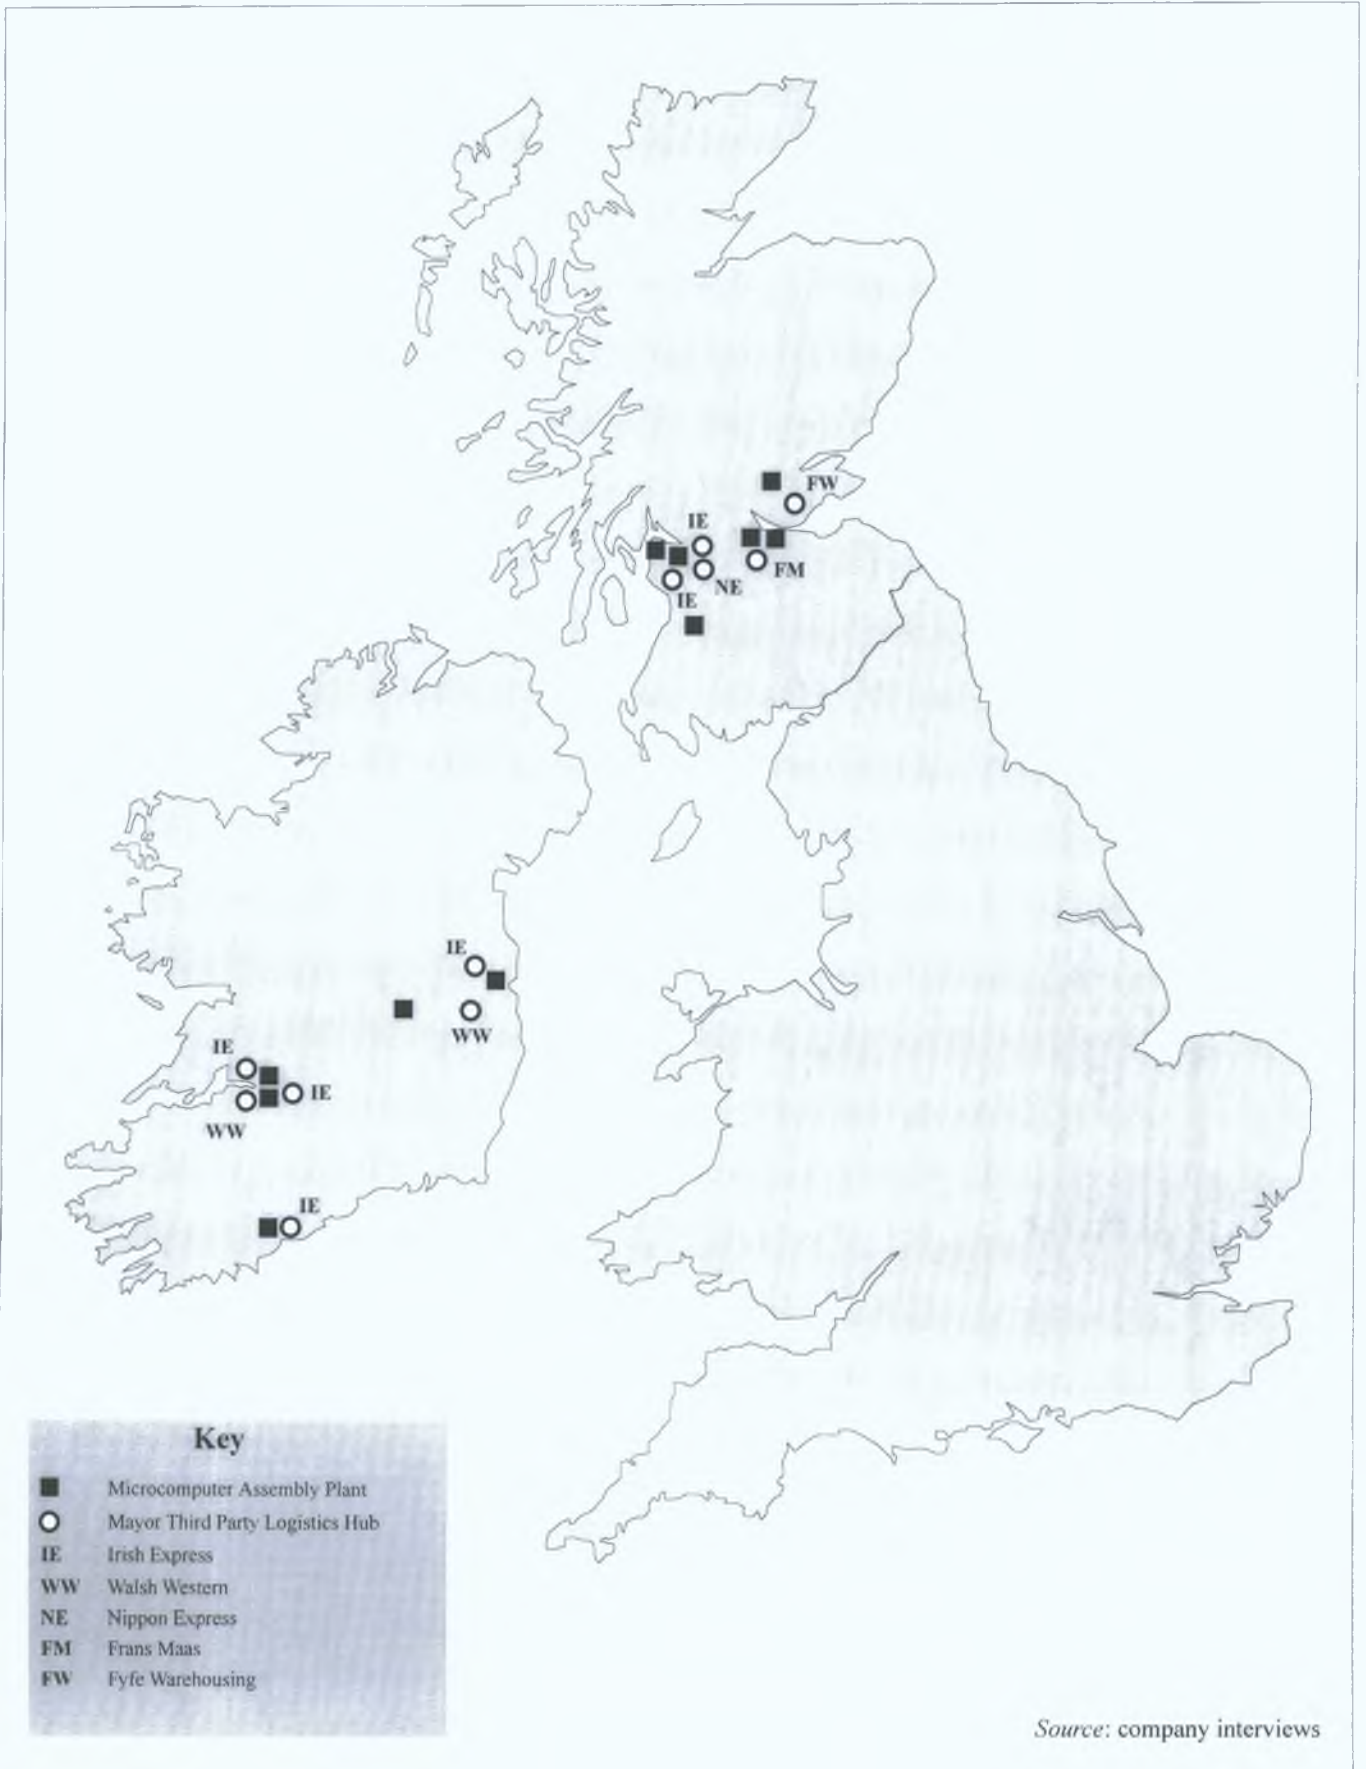 FW
IE
FM
NE
IE
IE
WW
IE
IE
WW
IE
Key
Microcomputer Assembly Plant
Mayor Third Party Logistics Hub
IE Irish Express
WW Walsh Western
NE Nippon Express
FM Frans Maas
FW Fyfe Warehousing
Source: company interviews